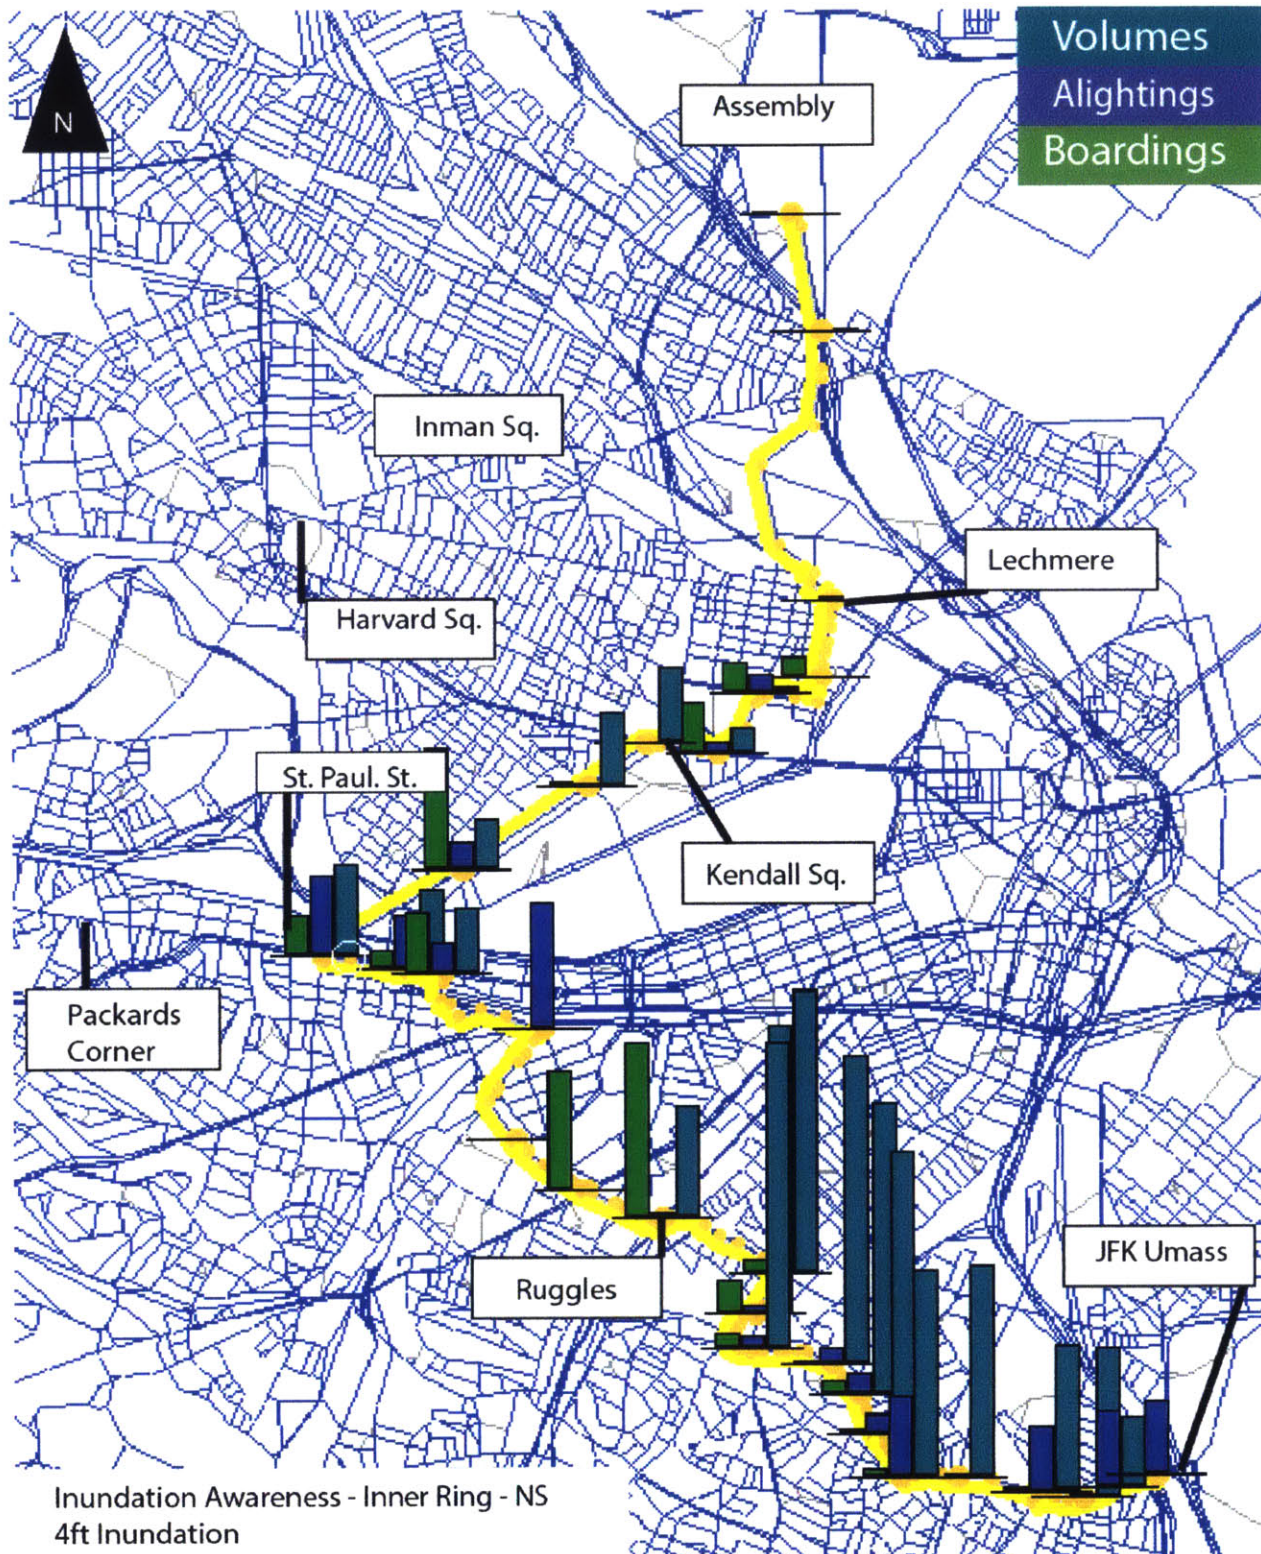 Volumes
Alightings
Boardings
N
Assembly
Inman Sq.
Lechmere
Harvard Sq.
St. Paul. St.
Kendall Sq.
Packards
Corner
Ruggles
JFK Umass
Inundation Awareness - Inner Ring - NS
4ft Inundation